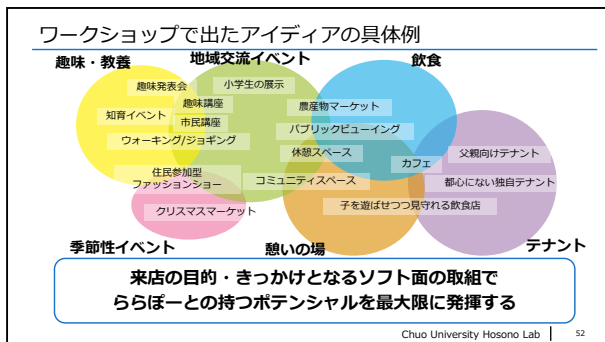 ワークショップで出たアイディアの具体例
趣味・教養
地域交流イベント
飲食
趣味発表会
小学生の展示
趣味講座
農産物マーケット
知育イベント
市民講座
パブリックビューイング
ウォーキング/ジョギング
休憩スペース
カフェ
父親向けテナント
住民参加型
ファッションショー
コミュニティスペース
都心にない独自テナント
クリスマスマーケット
子を遊ばせつつ見守れる飲食店
季節性イベント
憩いの場
テナント
来店の目的・きっかけとなるソフト面の取組で
ららぽーとの持つポテンシャルを最大限に発揮する
Chuo University Hosono Lab
52